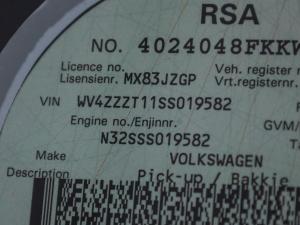 RSA
NO. 4024048FKKW
Licence no.
Lisensienr. MX83JZGP
Veh. register n
Vrt.registernr.
VIN WV4ZZZT11SS019582
Engine no./Enjinnr.
N32SSS019582
GVM/
T
Make VOLKSWAGEN
Description Pick-up / Bakkie